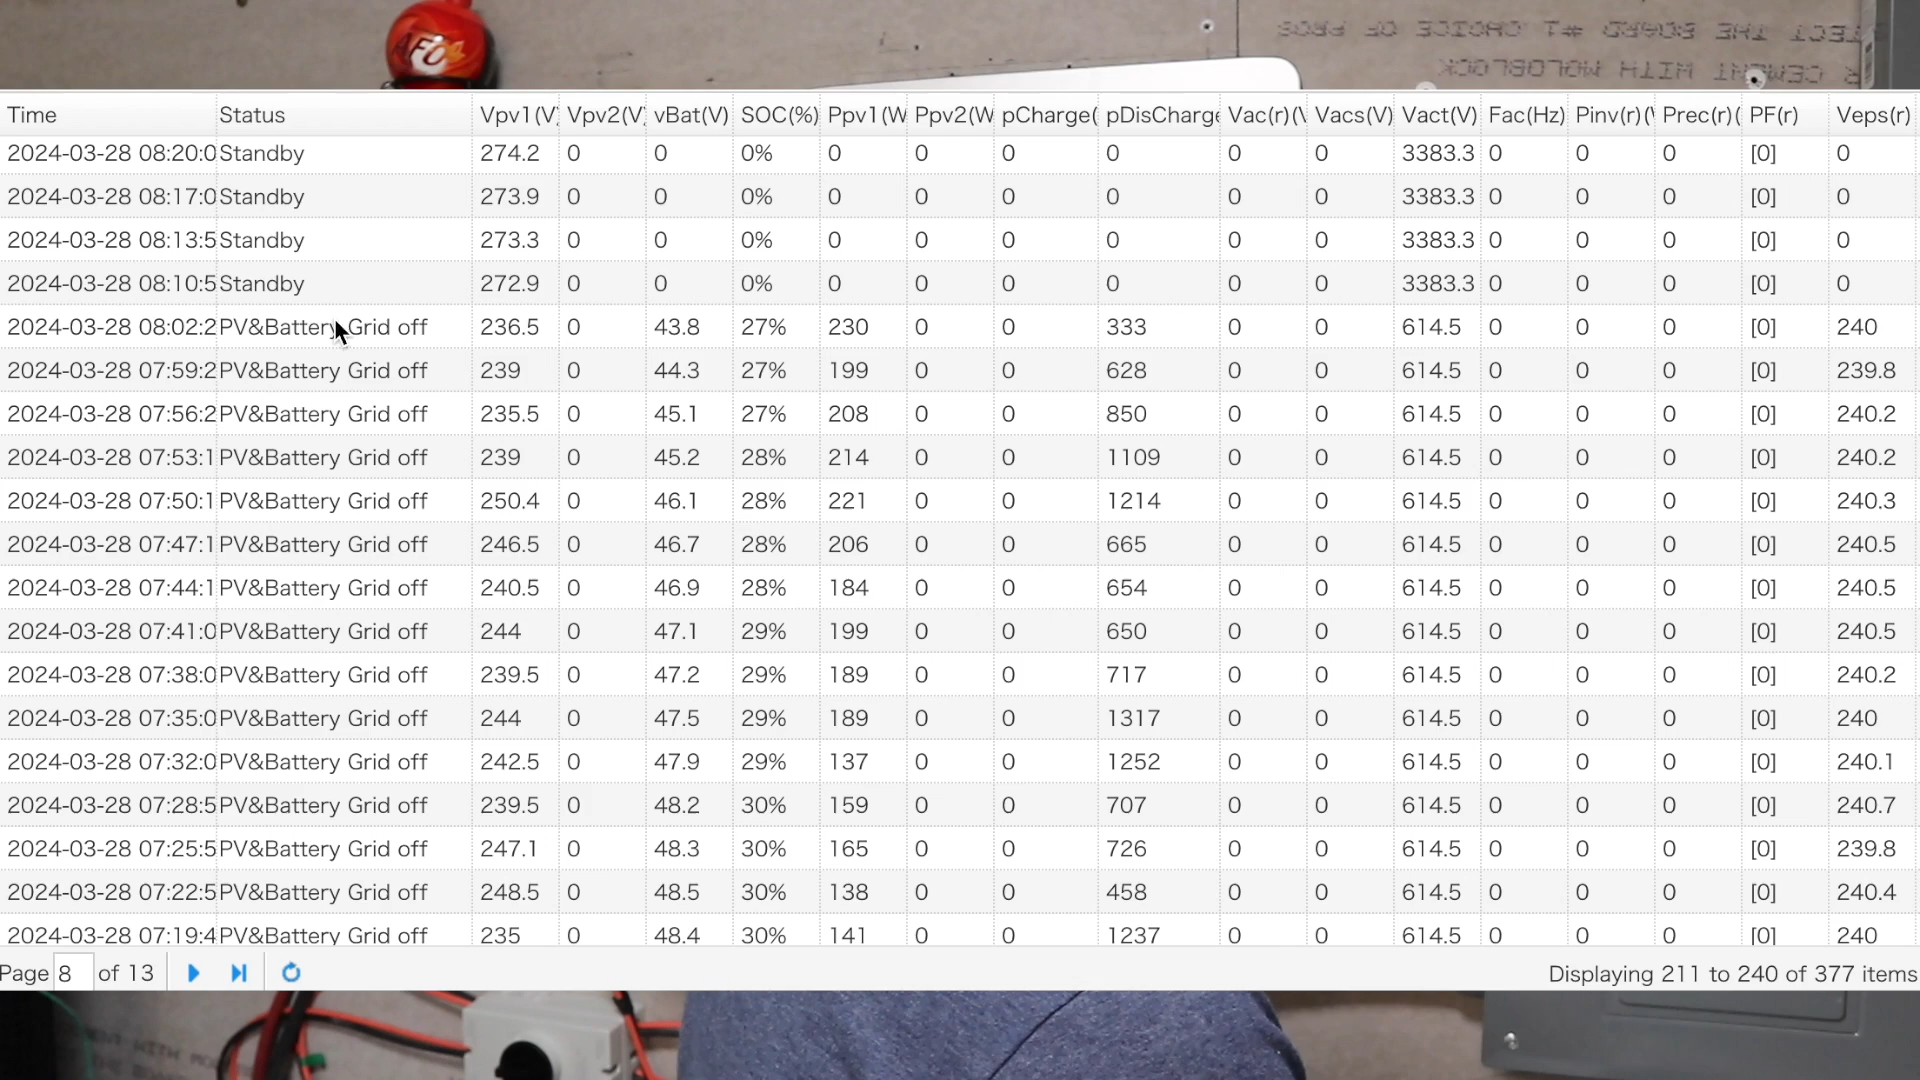 AFO
Time Status Vpv1(V) Vpv2(V) vBat(V) SOC(%) Ppv1(W Ppv2(W pCharge( pDisCharge Vac(r)(\ Vacs(V) Vact(V) Fac(Hz) Pinv(r)(\ Prec(r)( PF(r) Veps(r)
2024-03-28 08:20:0 Standby 274.2 0 0 0% 0 0 0 0 0 0 3383.3 0 0 0 [0] 0
2024-03-28 08:17:0 Standby 273.9 0 0 0% 0 0 0 0 0 0 3383.3 0 0 0 [0] 0
2024-03-28 08:13:5 Standby 273.3 0 0 0% 0 0 0 0 0 0 3383.3 0 0 0 [0] 0
2024-03-28 08:10:5 Standby 272.9 0 0 0% 0 0 0 0 0 0 3383.3 0 0 0 [0] 0
2024-03-28 08:02:2 PV&Battery Grid off 236.5 0 43.8 27% 230 0 0 333 0 0 614.5 0 0 0 [0] 240
2024-03-28 07:59:2 PV&Battery Grid off 239 0 44.3 27% 199 0 0 628 0 0 614.5 0 0 0 [0] 239.8
2024-03-28 07:56:2 PV&Battery Grid off 235.5 0 45.1 27% 208 0 0 850 0 0 614.5 0 0 0 [0] 240.2
2024-03-28 07:53:1 PV&Battery Grid off 239 0 45.2 28% 214 0 0 1109 0 0 614.5 0 0 0 [0] 240.2
2024-03-28 07:50:1 PV&Battery Grid off 250.4 0 46.1 28% 221 0 0 1214 0 0 614.5 0 0 0 [0] 240.3
2024-03-28 07:47:1 PV&Battery Grid off 246.5 0 46.7 28% 206 0 0 665 0 0 614.5 0 0 0 [0] 240.5
2024-03-28 07:44:1 PV&Battery Grid off 240.5 0 46.9 28% 184 0 0 654 0 0 614.5 0 0 0 [0] 240.5
2024-03-28 07:41:0 PV&Battery Grid off 244 0 47.1 29% 199 0 0 650 0 0 614.5 0 0 0 [0] 240.5
2024-03-28 07:38:0 PV&Battery Grid off 239.5 0 47.2 29% 189 0 0 717 0 0 614.5 0 0 0 [0] 240.2
2024-03-28 07:35:0 PV&Battery Grid off 244 0 47.5 29% 189 0 0 1317 0 0 614.5 0 0 0 [0] 240
2024-03-28 07:32:0 PV&Battery Grid off 242.5 0 47.9 29% 137 0 0 1252 0 0 614.5 0 0 0 [0] 240.1
2024-03-28 07:28:5 PV&Battery Grid off 239.5 0 48.2 30% 159 0 0 707 0 0 614.5 0 0 0 [0] 240.7
2024-03-28 07:25:5 PV&Battery Grid off 247.1 0 48.3 30% 165 0 0 726 0 0 614.5 0 0 0 [0] 239.8
2024-03-28 07:22:5 PV&Battery Grid off 248.5 0 48.5 30% 138 0 0 458 0 0 614.5 0 0 0 [0] 240.4
2024-03-28 07:19:4 PV&Battery Grid off 235 0 48.4 30% 141 0 0 1237 0 0 614.5 0 0 0 [0] 240
Page 8 of 13 Displaying 211 to 240 of 377 items